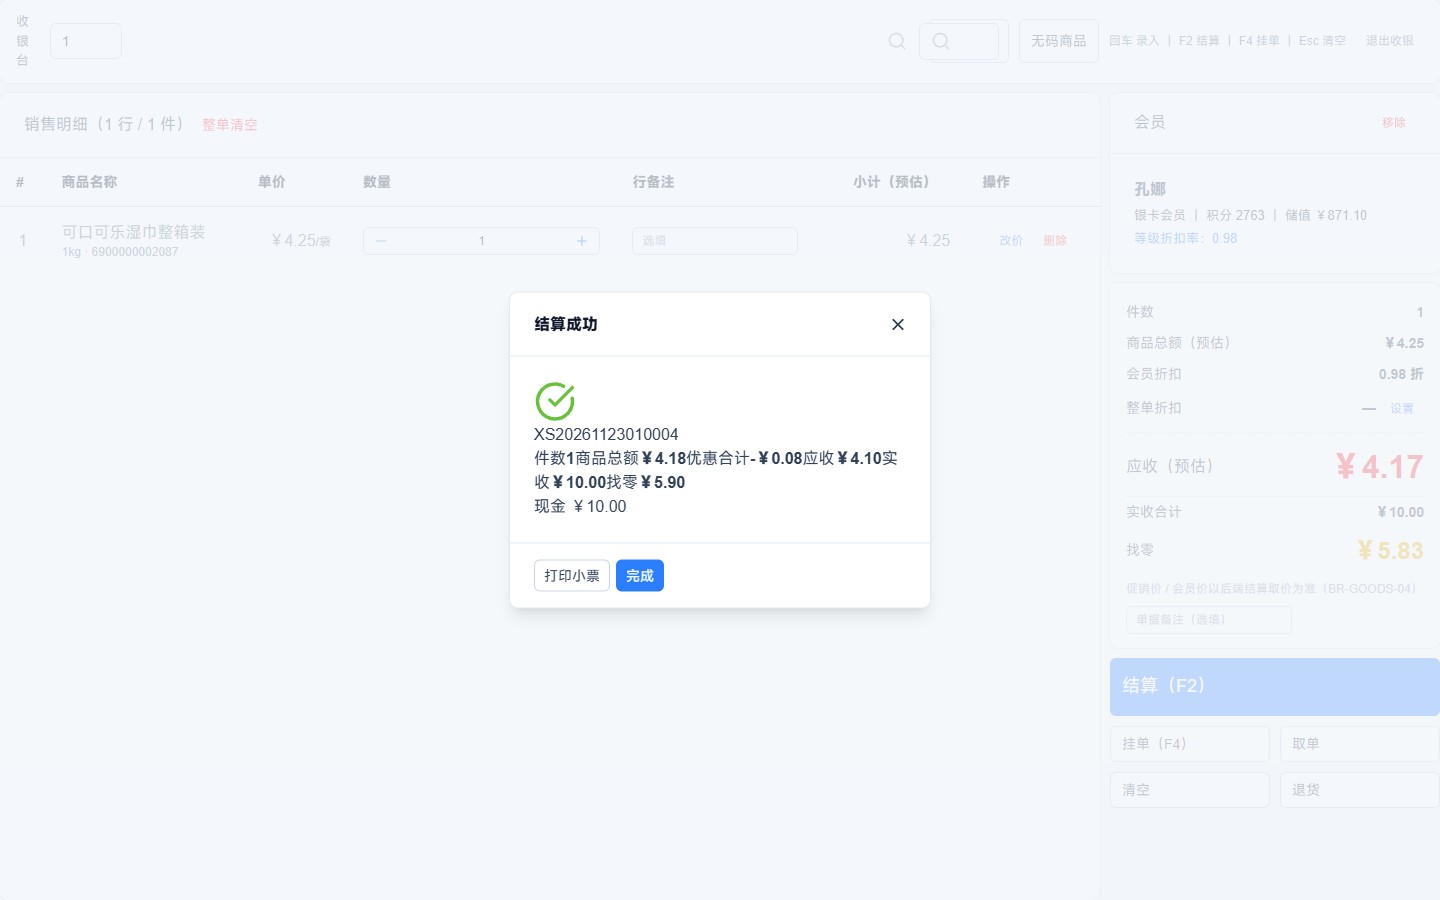 收银台
1
无码商品
回车 录入 | F2 结算 | F4 挂单 | Esc 清空
退出收银
销售明细（1 行 / 1 件）
整单清空
# 商品名称 单价 数量 行备注 小计（预估） 操作
1 可口可乐湿巾整箱装 ¥4.25/袋 1 选填 ¥4.25 改价 删除
1kg · 6900000002087
会员
移除
孔娜
银卡会员 | 积分 2763 | 储值 ¥871.10
等级折扣率：0.98
件数 1
商品总额（预估） ¥4.25
会员折扣 0.98 折
整单折扣 — 设置
应收（预估） ¥4.17
实收合计 ¥10.00
找零 ¥5.83
促销价 / 会员价以后端结算取价为准（BR-GOODS-04）
单据备注（选填）
结算（F2）
挂单（F4）
取单
清空
退货
结算成功
XS20261123010004
件数1商品总额¥4.18优惠合计-¥0.08应收¥4.10实
收¥10.00找零¥5.90
现金 ¥10.00
打印小票
完成